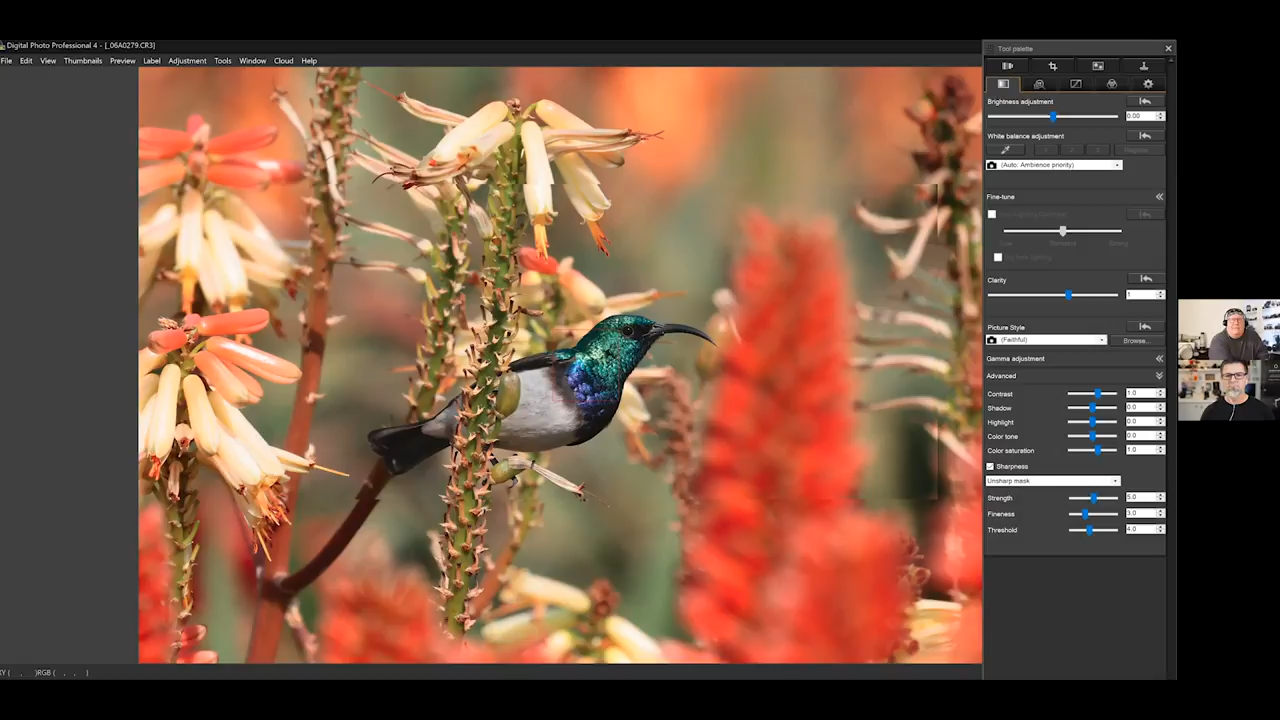 Digital Photo Professional 4 - [_06A0279.CR3]
File Edit View Thumbnails Preview Label Adjustment Tools Window Cloud Help
Tool palette
Brightness adjustment
0.00
White balance adjustment
(Auto: Ambience priority)
Fine-tune
Clarity
1
Picture Style
(Faithful)
Browse...
Gamma adjustment
Advanced
Contrast 1.0
Shadow 0.0
Highlight 0.0
Color tone 0.0
Color saturation 1.0
Sharpness
Unsharp mask
Strength 5.0
Fineness 3.0
Threshold 4.0
XY ( , )RGB ( , , )